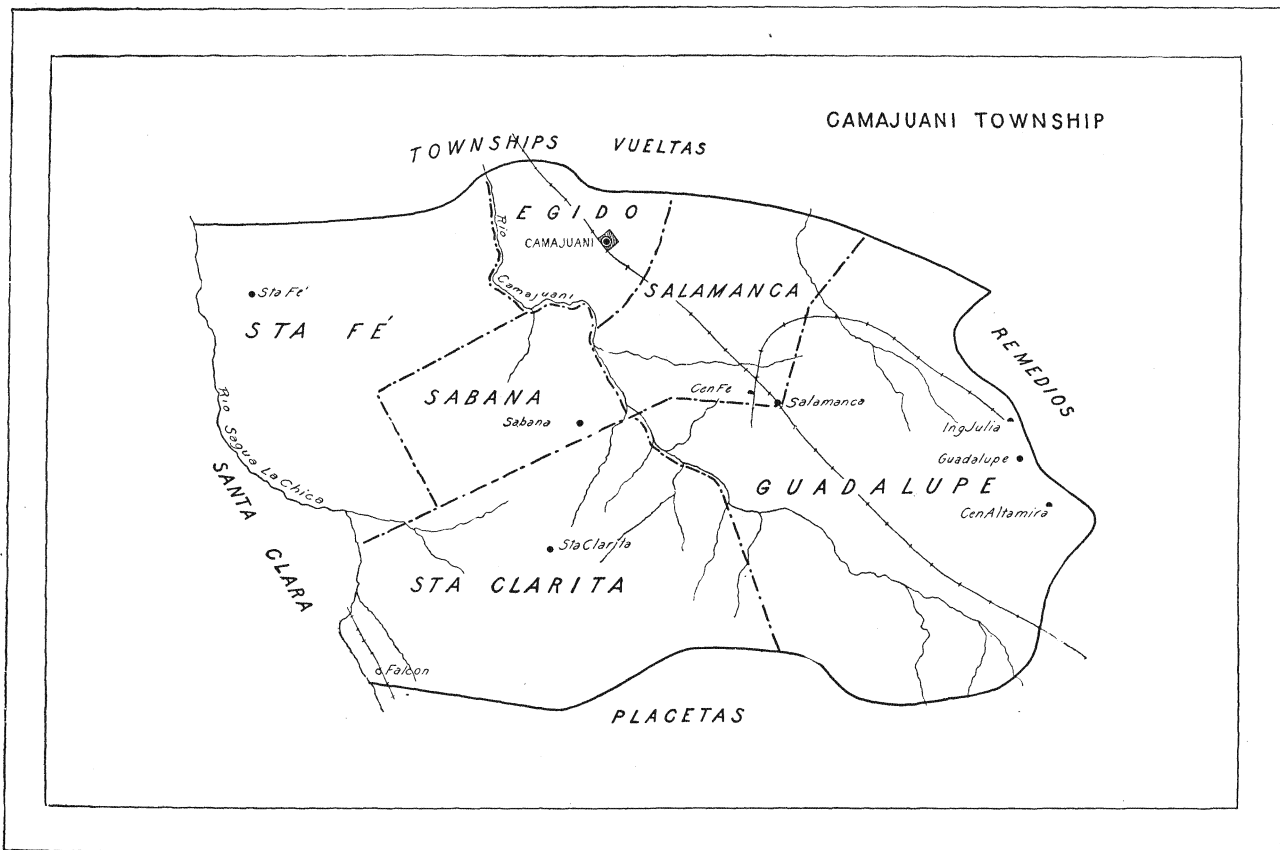 CAMAJUANI TOWNSHIP
TOWNSHIPS VUELTAS
EGIDO
Rio
CAMAJUANI
Camajuani
Sta Fé
SALAMANCA
STA FÉ
REMEDIOS
SABANA
Cen Fe
Salamanca
Rio Sagua La Chica
Sabana
Ing Julia
Guadalupe
GUADALUPE
SANTA CLARA
Cen Altamira
Sta Clarita
STA CLARITA
Falcon
PLACETAS